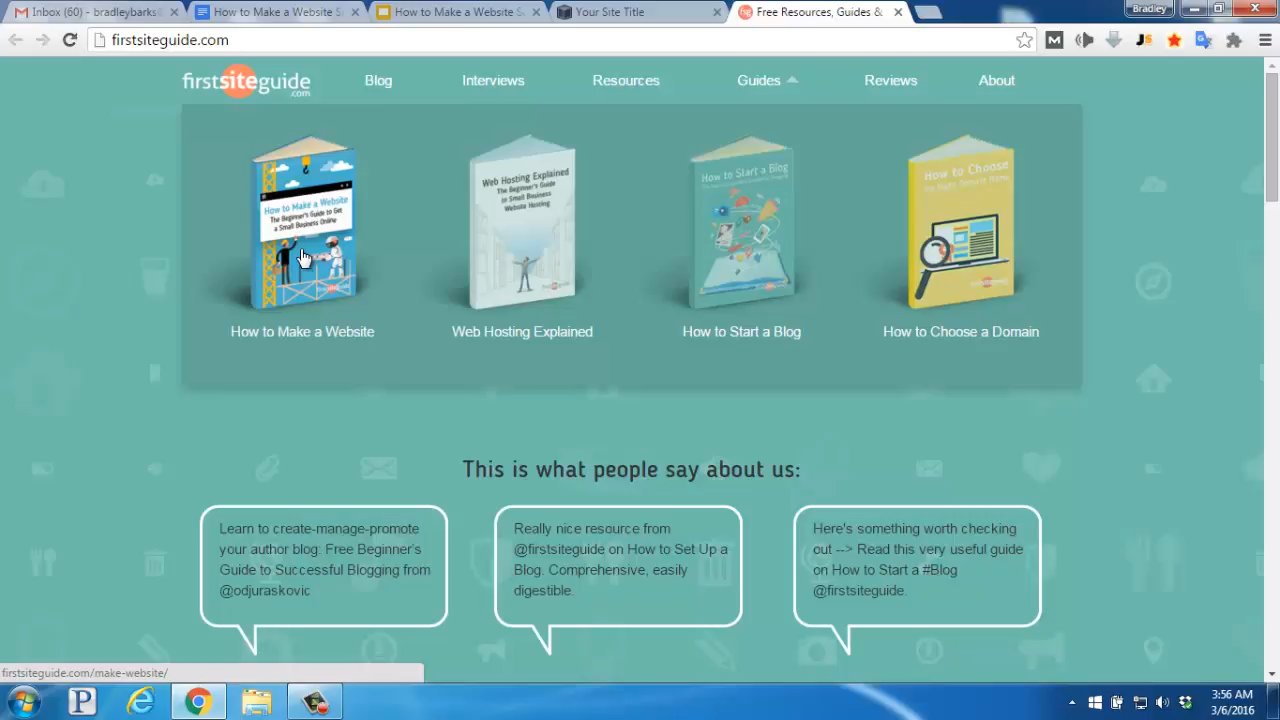 Inbox (60) - bradleybarks@
How to Make a Website S
How to Make a Website S
Your Site Title
Free Resources, Guides &
Bradley
firstsiteguide.com
firstsiteguide
.com
Blog
Interviews
Resources
Guides
Reviews
About
How to Make a Website
The Beginner's Guide to Get
a Small Business Online
Web Hosting Explained
The Beginner's Guide
to Small Business
Website Hosting
How to Start a Blog
How to Choose
How to Make a Website
Web Hosting Explained
How to Start a Blog
How to Choose a Domain
This is what people say about us:
Learn to create-manage-promote
your author blog: Free Beginner's
Guide to Successful Blogging from
@odjuraskovic
Really nice resource from
@firstsiteguide on How to Set Up a
Blog. Comprehensive, easily
digestible.
Here's something worth checking
out --> Read this very useful guide
on How to Start a #Blog
@firstsiteguide.
firstsiteguide.com/make-website/
3:56 AM
3/6/2016